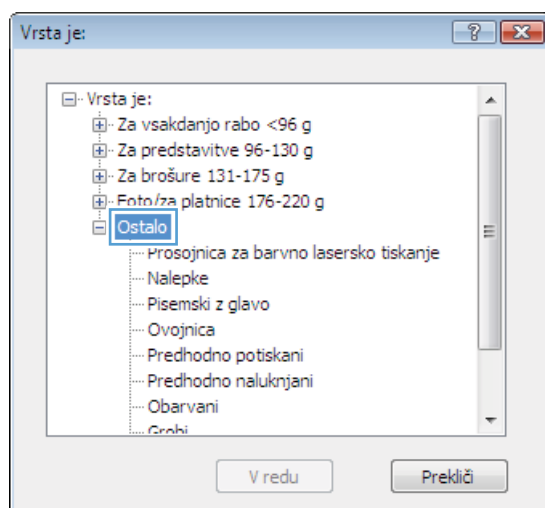 Vrsta je:
Vrsta je:
Za vsakdanjo rabo <96 g
Za predstavitve 96-130 g
Za brošure 131-175 g
Foto/za platnice 176-220 g
Ostalo
Prosojnica za barvno lasersko tiskanje
Nalepke
Pisemski z glavo
Ovojnica
Predhodno potiskani
Predhodno naluknjani
Obarvani
Grobi
V redu
Prekliči